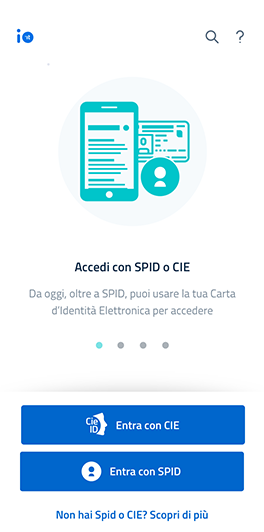 io
Accedi con SPID o CIE
Da oggi, oltre a SPID, puoi usare la tua Carta
d'Identità Elettronica per accedere
Cie
ID
Entra con CIE
Entra con SPID
Non hai Spid o CIE? Scopri di più